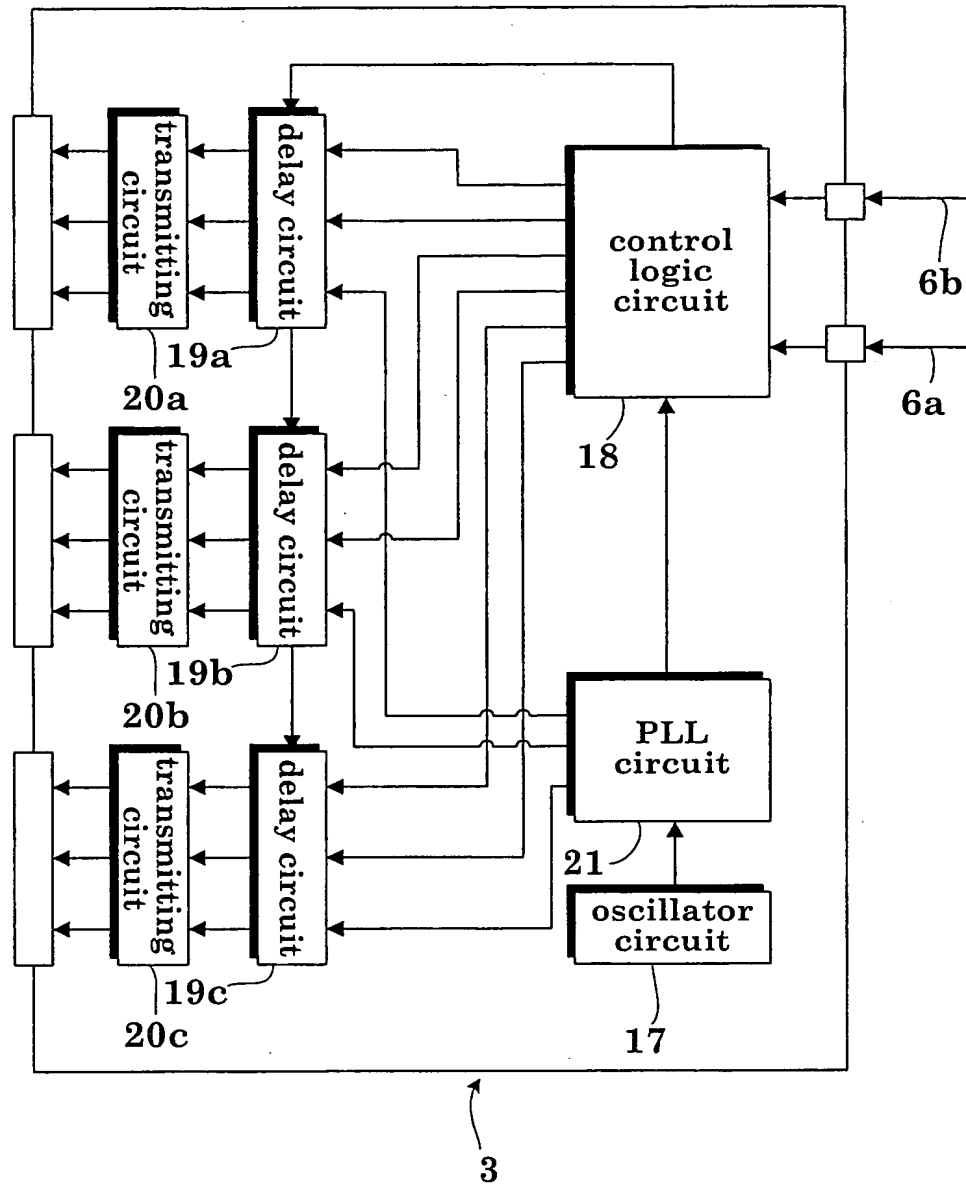 transmitting
circuit
delay circuit
control
logic
circuit
6b
19a
20a
6a
18
transmitting
circuit
delay circuit
19b
20b
PLL
circuit
21
transmitting
circuit
delay circuit
oscillator
circuit
19c
20c
17
3